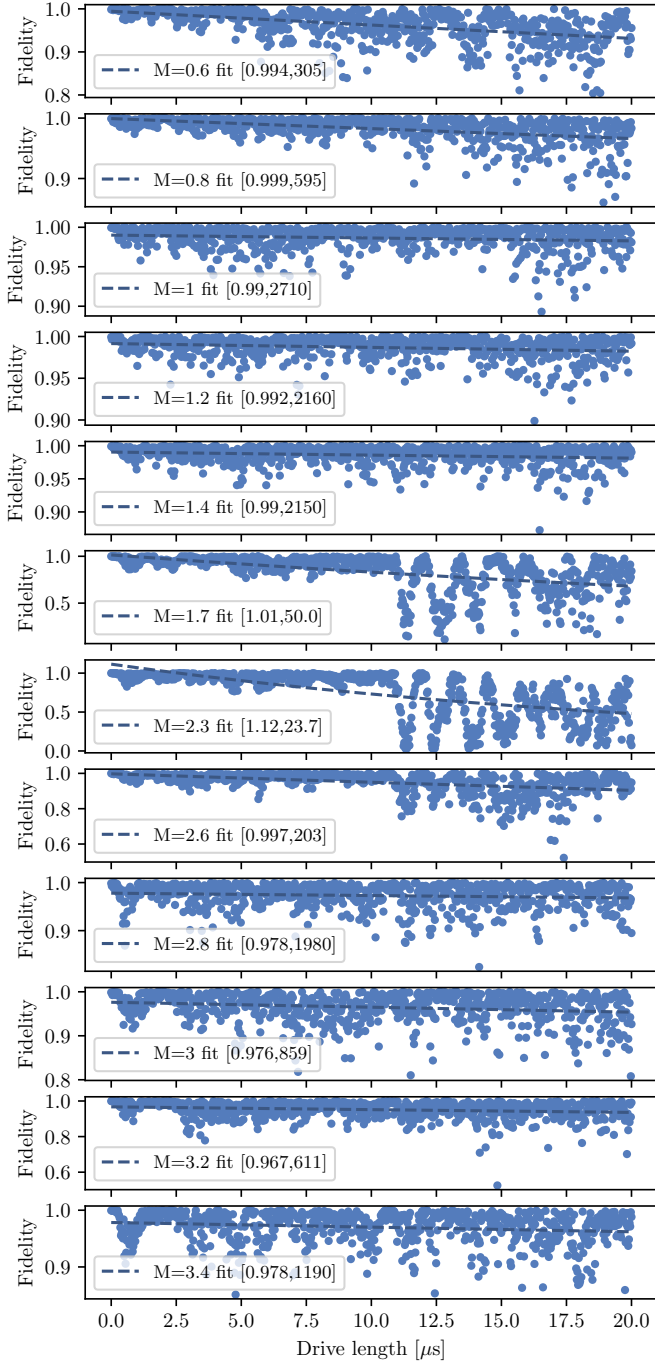 Fidelity
1.0
0.9
0.8
M=0.6 fit [0.994,305]
Fidelity
1.0
0.9
M=0.8 fit [0.999,595]
Fidelity
1.00
0.95
0.90
M=1 fit [0.99,2710]
Fidelity
1.00
0.95
0.90
M=1.2 fit [0.992,2160]
Fidelity
1.00
0.95
0.90
M=1.4 fit [0.99,2150]
Fidelity
1.0
0.5
M=1.7 fit [1.01,50.0]
Fidelity
1.0
0.5
0.0
M=2.3 fit [1.12,23.7]
Fidelity
1.0
0.8
0.6
M=2.6 fit [0.997,203]
Fidelity
1.0
0.9
M=2.8 fit [0.978,1980]
Fidelity
1.0
0.9
0.8
M=3 fit [0.976,859]
Fidelity
1.0
0.8
0.6
M=3.2 fit [0.967,611]
Fidelity
1.0
0.9
M=3.4 fit [0.978,1190]
0.0 2.5 5.0 7.5 10.0 12.5 15.0 17.5 20.0
Drive length [μs]